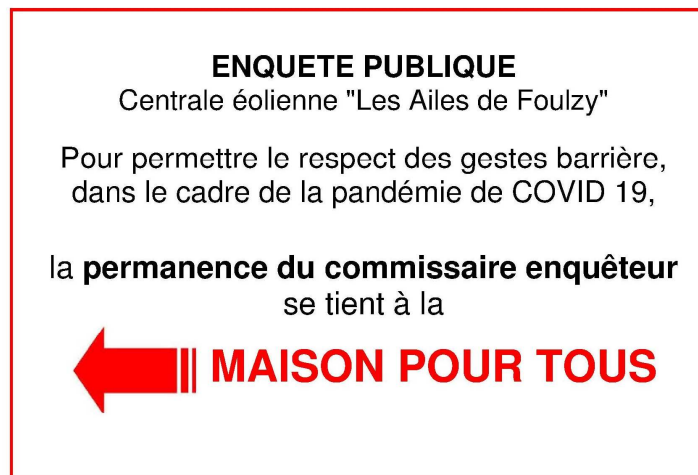 ENQUETE PUBLIQUE
Centrale éolienne "Les Ailes de Foulzy"
Pour permettre le respect des gestes barrière,
dans le cadre de la pandémie de COVID 19,
la permanence du commissaire enquêteur
se tient à la
MAISON POUR TOUS